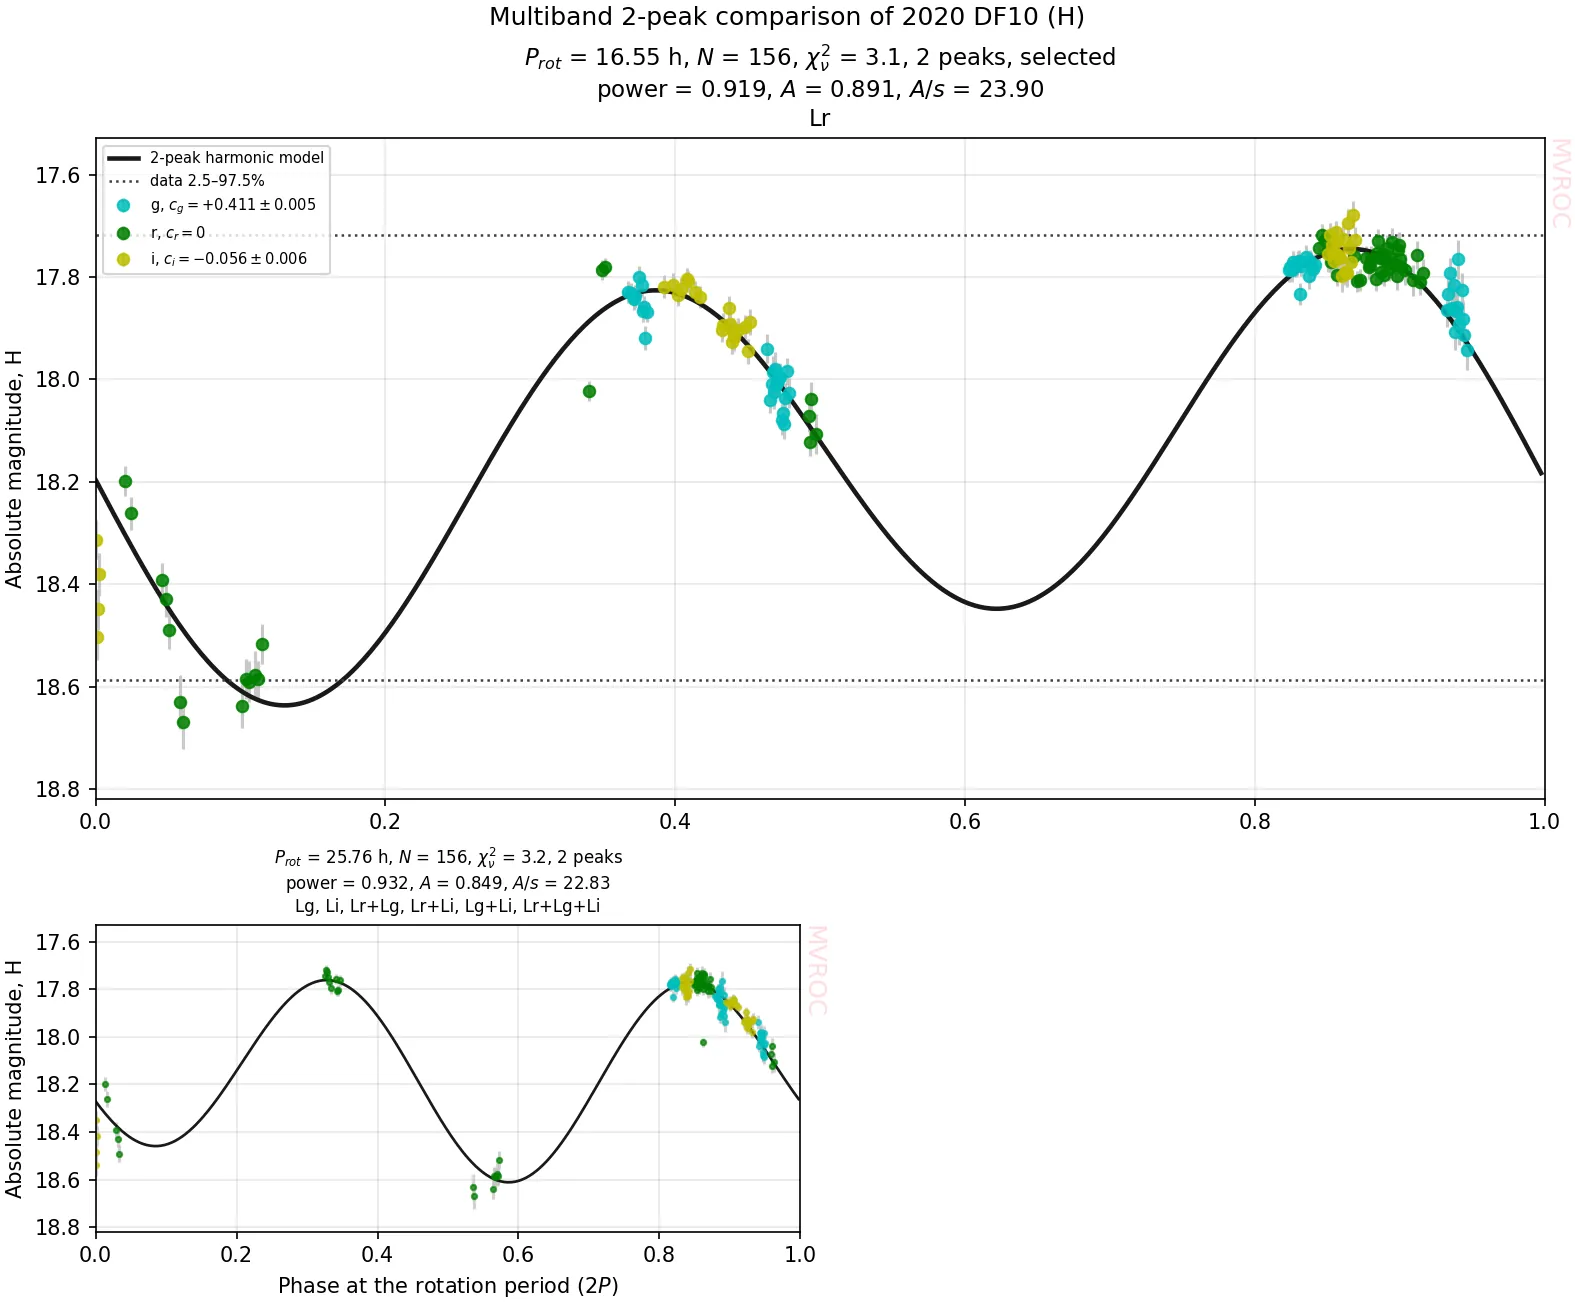 Multiband 2-peak comparison of 2020 DF10 (H)
P_rot = 16.55 h, N = 156, χ²_ν = 3.1, 2 peaks, selected
power = 0.919, A = 0.891, A/s = 23.90
Lr
2-peak harmonic model
data 2.5–97.5%
g, c_g = +0.411 ± 0.005
r, c_r = 0
i, c_i = −0.056 ± 0.006
MVROC
Absolute magnitude, H
17.6
17.8
18.0
18.2
18.4
18.6
18.8
0.0 0.2 0.4 0.6 0.8 1.0
P_rot = 25.76 h, N = 156, χ²_ν = 3.2, 2 peaks
power = 0.932, A = 0.849, A/s = 22.83
Lg, Li, Lr+Lg, Lr+Li, Lg+Li, Lr+Lg+Li
MVROC
Absolute magnitude, H
17.6
17.8
18.0
18.2
18.4
18.6
18.8
0.0 0.2 0.4 0.6 0.8 1.0
Phase at the rotation period (2P)